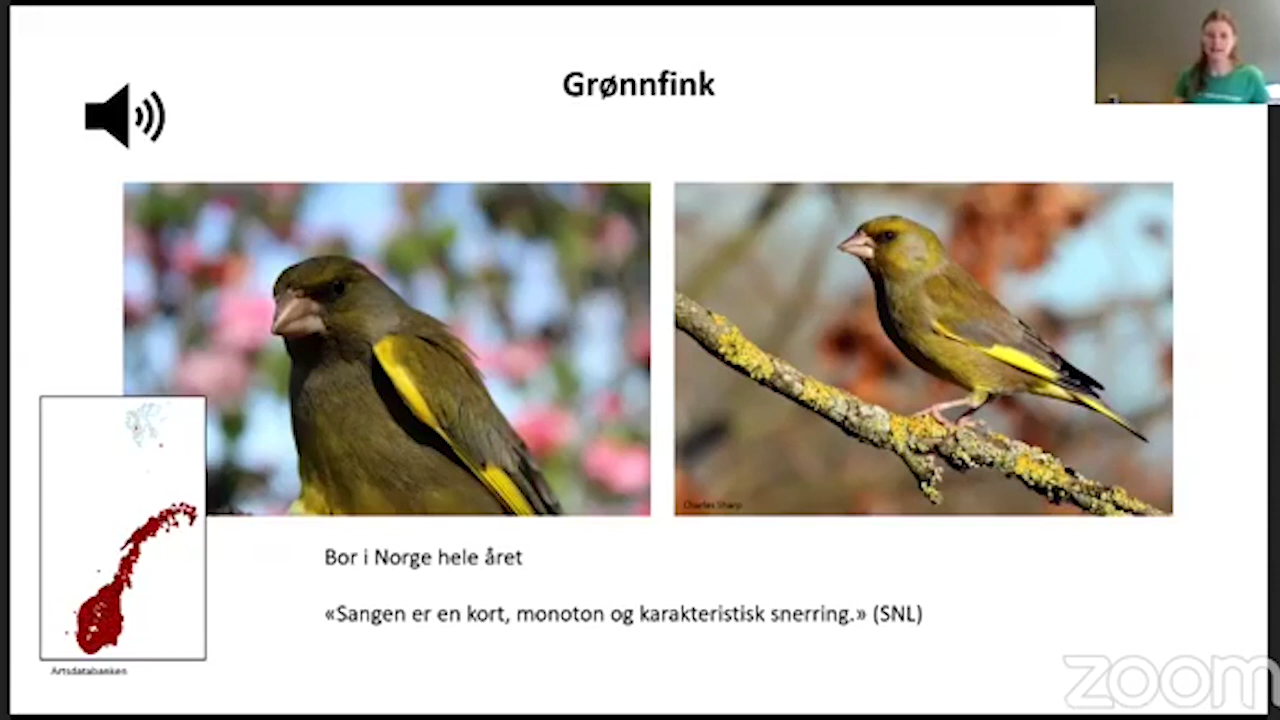 Grønnfink
Charles Sharp
Bor i Norge hele året
«Sangen er en kort, monoton og karakteristisk snerring.» (SNL)
Artsdatabanken
zoom